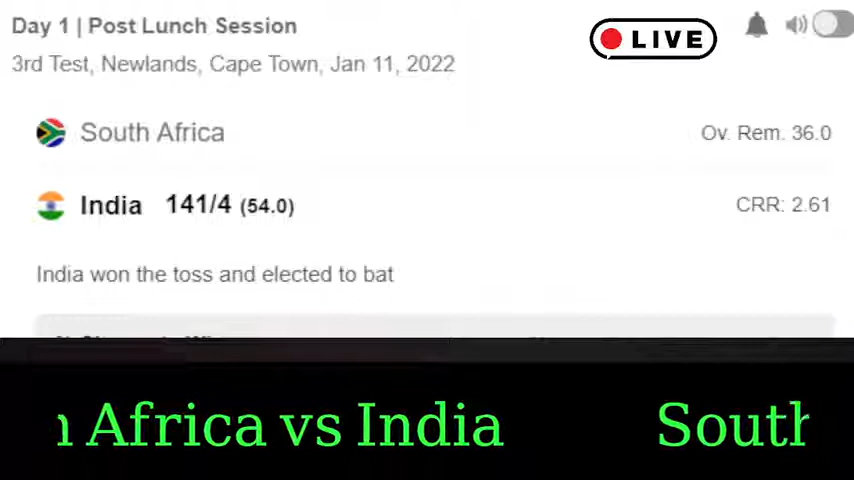 Day 1 | Post Lunch Session
LIVE
3rd Test, Newlands, Cape Town, Jan 11, 2022
South Africa Ov. Rem. 36.0
India 141/4 (54.0) CRR: 2.61
India won the toss and elected to bat
Africa vs India South